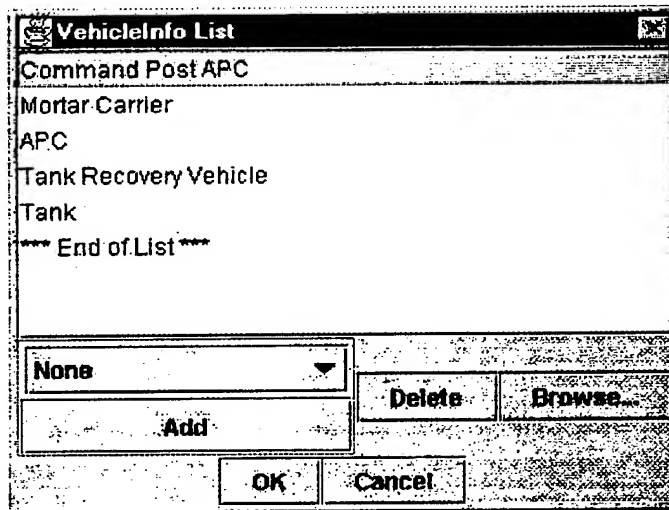 VehicleInfo List
Command Post APC
Mortar Carrier
APC
Tank Recovery Vehicle
Tank
*** End of List ***
None
Delete Browse...
Add
OK Cancel